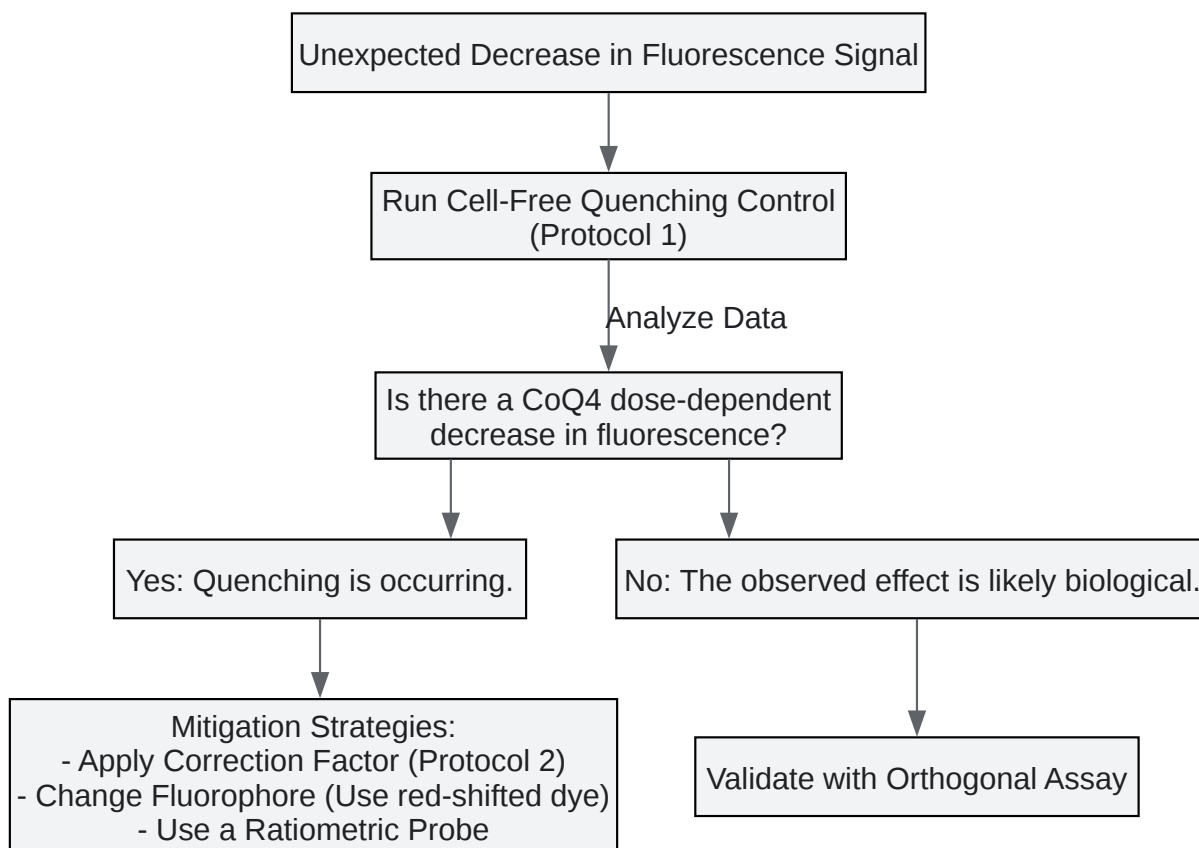 Unexpected Decrease in Fluorescence Signal
Run Cell-Free Quenching Control
(Protocol 1)
Analyze Data
Is there a CoQ4 dose-dependent
decrease in fluorescence?
Yes: Quenching is occurring.
No: The observed effect is likely biological.
Mitigation Strategies:
- Apply Correction Factor (Protocol 2)
- Change Fluorophore (Use red-shifted dye)
- Use a Ratiometric Probe
Validate with Orthogonal Assay